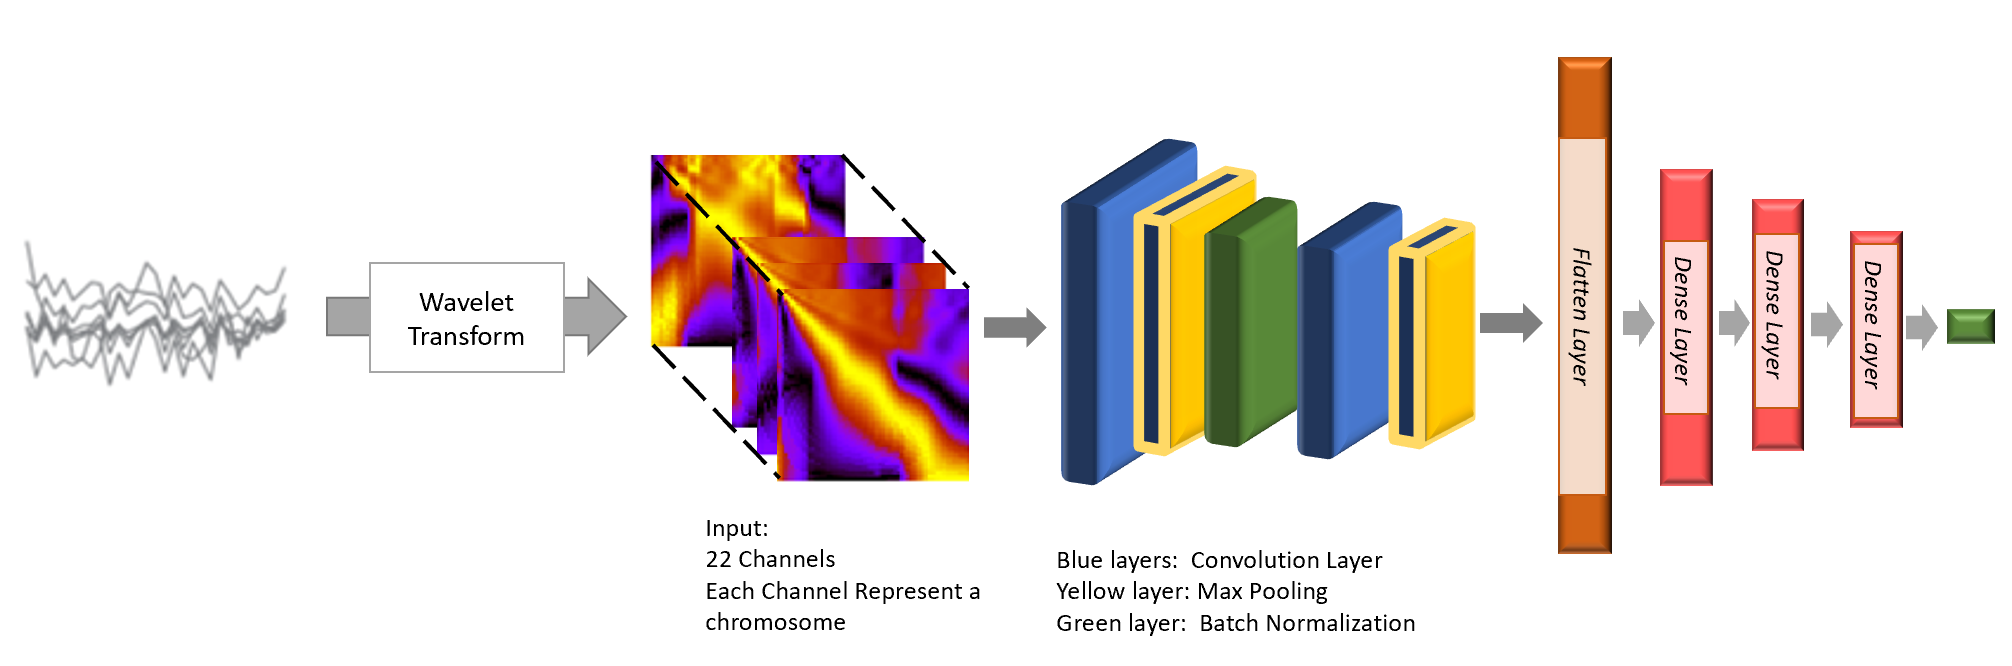 Wavelet
Transform
Input:
22 Channels
Each Channel Represent a
chromosome
Blue layers:  Convolution Layer
Yellow layer: Max Pooling
Green layer:  Batch Normalization
Flatten Layer
Dense Layer
Dense Layer
Dense Layer